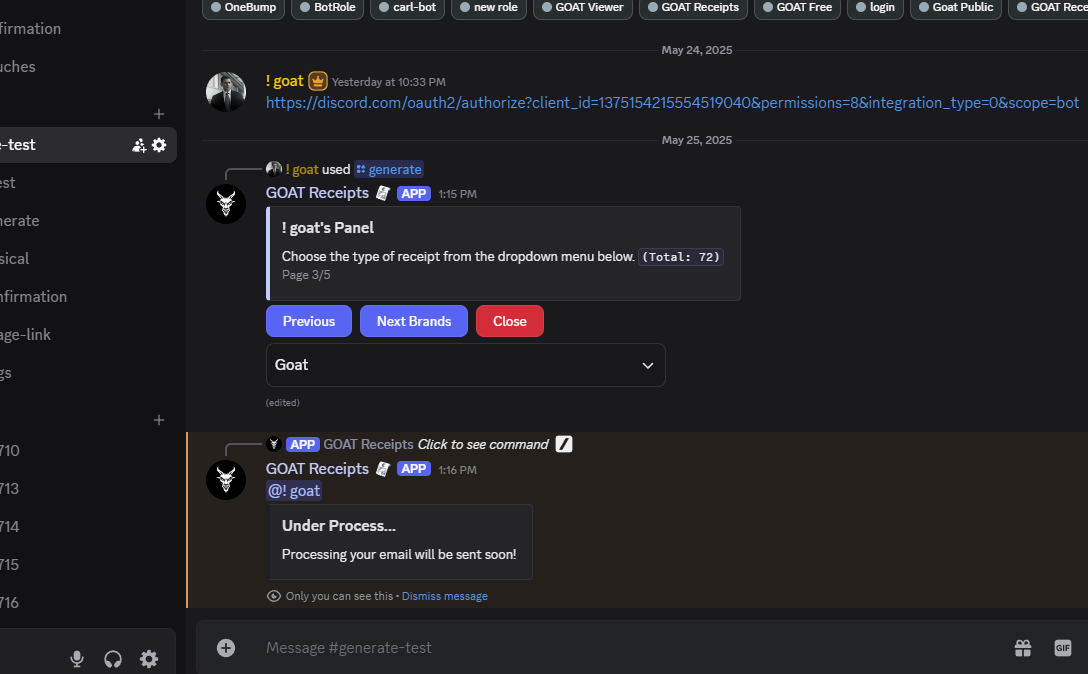 OneBump BotRole carl-bot new role GOAT Viewer GOAT Receipts GOAT Free login Goat Public GOAT Rece
firmation
uches
e-test
est
nerate
sical
nfirmation
age-link
gs
710
713
714
715
716
May 24, 2025
! goat Yesterday at 10:33 PM
https://discord.com/oauth2/authorize?client_id=1375154215554519040&permissions=8&integration_type=0&scope=bot
May 25, 2025
! goat used generate
GOAT Receipts APP 1:15 PM
! goat's Panel
Choose the type of receipt from the dropdown menu below. (Total: 72)
Page 3/5
Previous Next Brands Close
Goat
(edited)
APP GOAT Receipts Click to see command
GOAT Receipts APP 1:16 PM
@! goat
Under Process...
Processing your email will be sent soon!
Only you can see this • Dismiss message
Message #generate-test
GIF